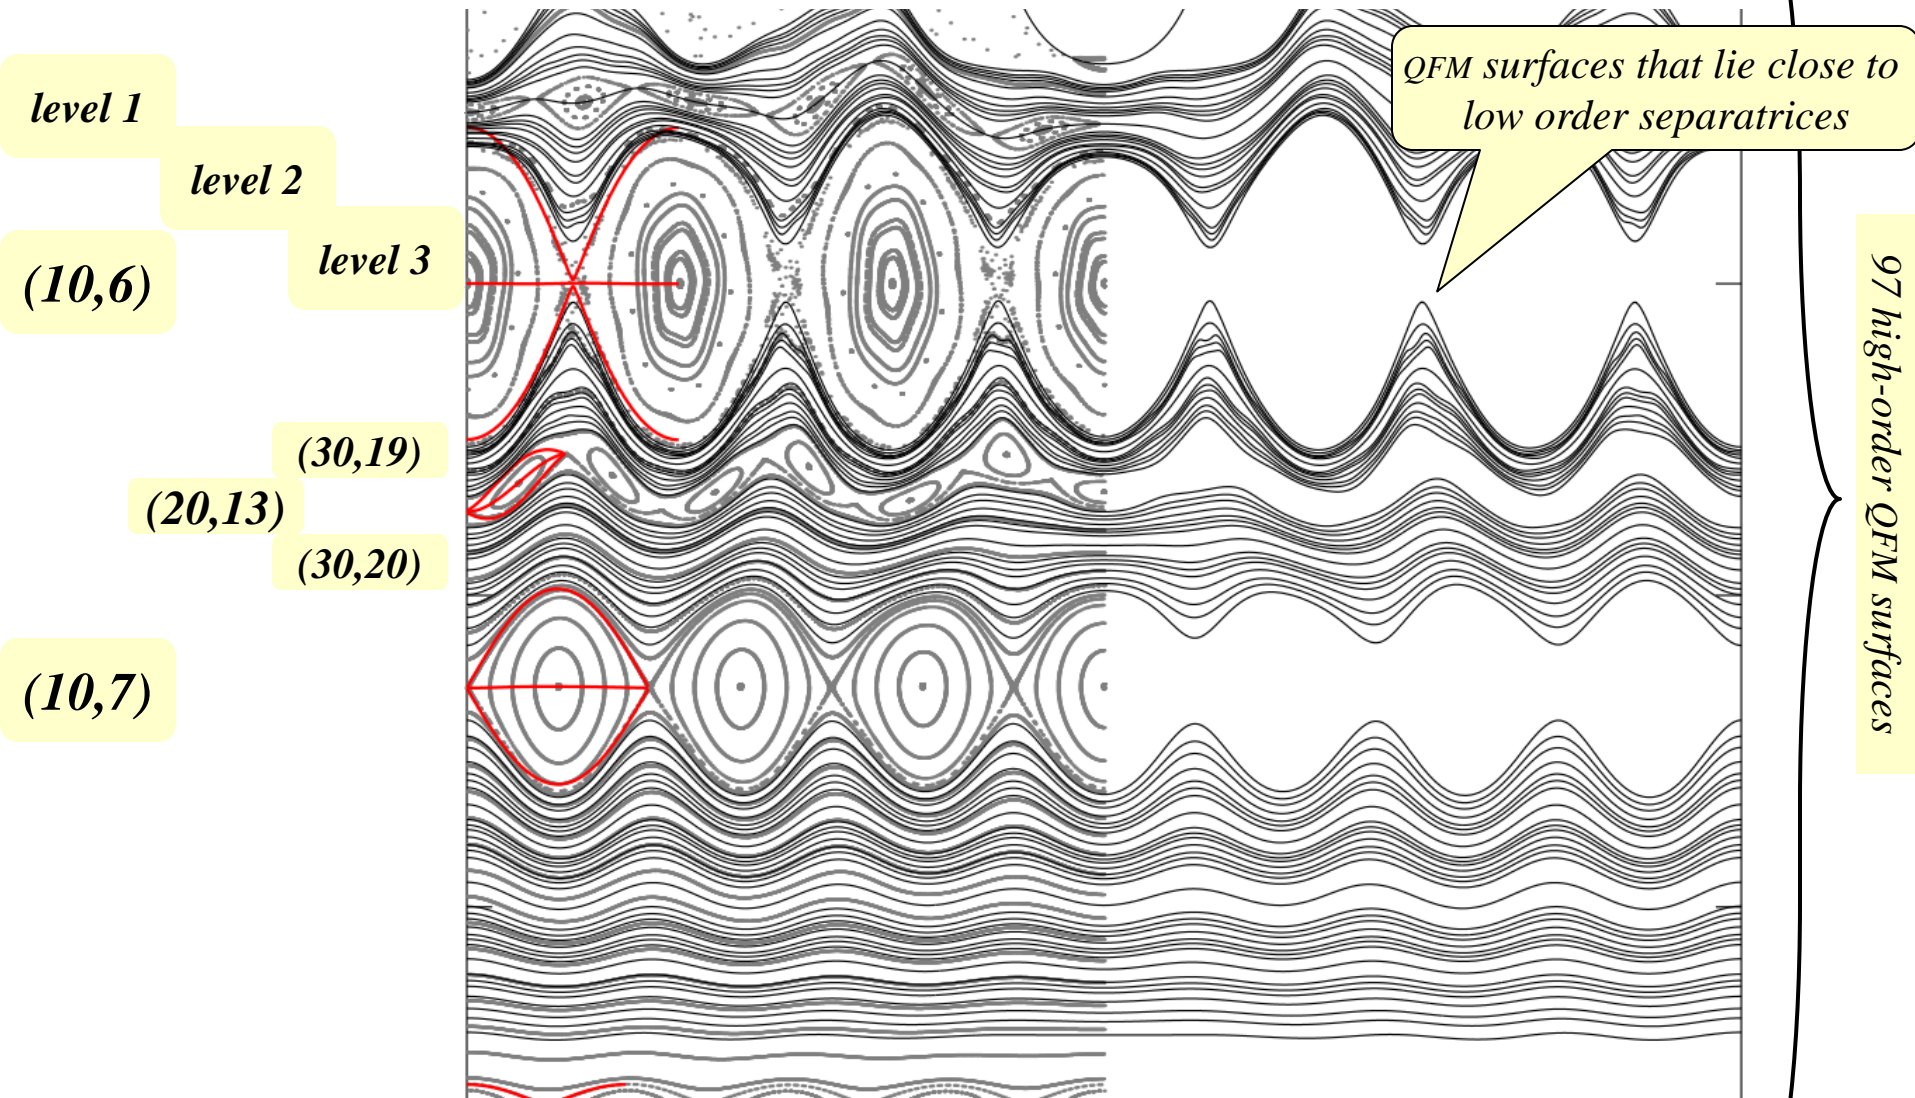 level 1
level 2
level 3
(10,6)
(30,19)
(20,13)
(30,20)
(10,7)
QFM surfaces that lie close to
low order separatrices
97 high-order QFM surfaces